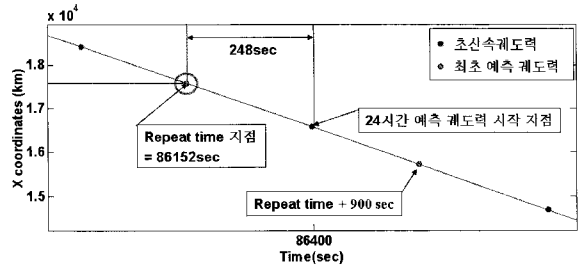 x 10⁴
1.8
1.7
1.6
1.5
X coordinates (km)
248sec
초신속궤도력
최초 예측 궤도력
Repeat time 지점
= 86152sec
24시간 예측 궤도력 시작 지점
Repeat time + 900 sec
86400
Time(sec)